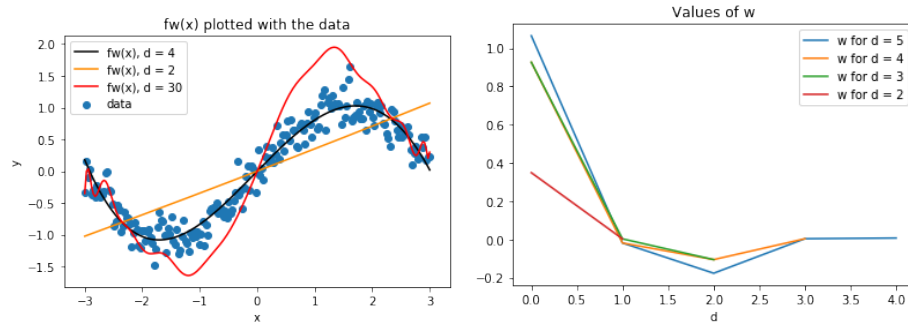 fw(x) plotted with the data
fw(x), d = 4
fw(x), d = 2
fw(x), d = 30
data
2.0
1.5
1.0
0.5
0.0
−0.5
−1.0
−1.5
y
−3
−2
−1
0
1
2
3
x
Values of w
w for d = 5
w for d = 4
w for d = 3
w for d = 2
1.0
0.8
0.6
0.4
0.2
0.0
−0.2
0.0
0.5
1.0
1.5
2.0
2.5
3.0
3.5
4.0
d